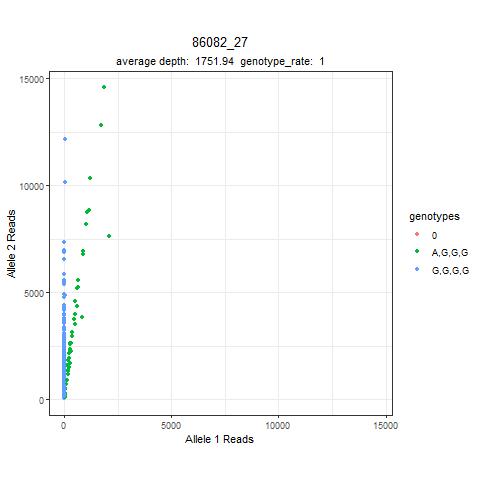 86082_27
average depth:  1751.94  genotype_rate:  1
15000
10000
5000
0
Allele 2 Reads
0
5000
10000
15000
Allele 1 Reads
genotypes
0
A,G,G,G
G,G,G,G